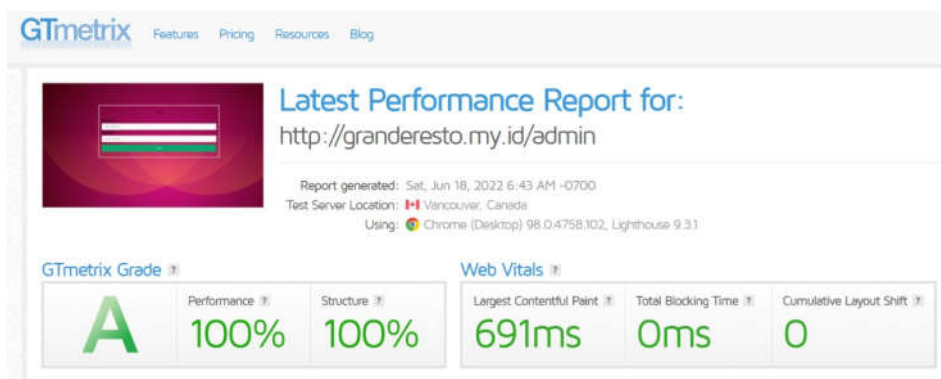 GTmetrix Features Pricing Resources Blog
Latest Performance Report for:
http://granderesto.my.id/admin
Report generated: Sat, Jun 18, 2022 6:43 AM -0700
Test Server Location: Vancouver, Canada
Using: Chrome (Desktop) 98.0.4758.102, Lighthouse 9.3.1
GTmetrix Grade ?
Web Vitals ?
A
Performance ?
100%
Structure ?
100%
Largest Contentful Paint ?
691ms
Total Blocking Time ?
0ms
Cumulative Layout Shift ?
0